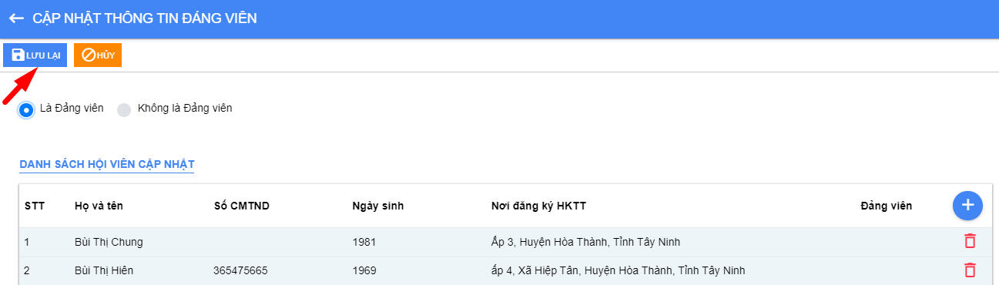 CẬP NHẬT THÔNG TIN ĐẢNG VIÊN
LƯU LẠI HỦY
Là Đảng viên Không là Đảng viên
DANH SÁCH HỘI VIÊN CẬP NHẬT
STT Họ và tên Số CMTND Ngày sinh Nơi đăng ký HKTT Đảng viên
1 Bùi Thị Chung 1981 Ấp 3, Huyện Hòa Thành, Tỉnh Tây Ninh
2 Bùi Thị Hiên 365475665 1969 ấp 4, Xã Hiệp Tân, Huyện Hòa Thành, Tỉnh Tây Ninh